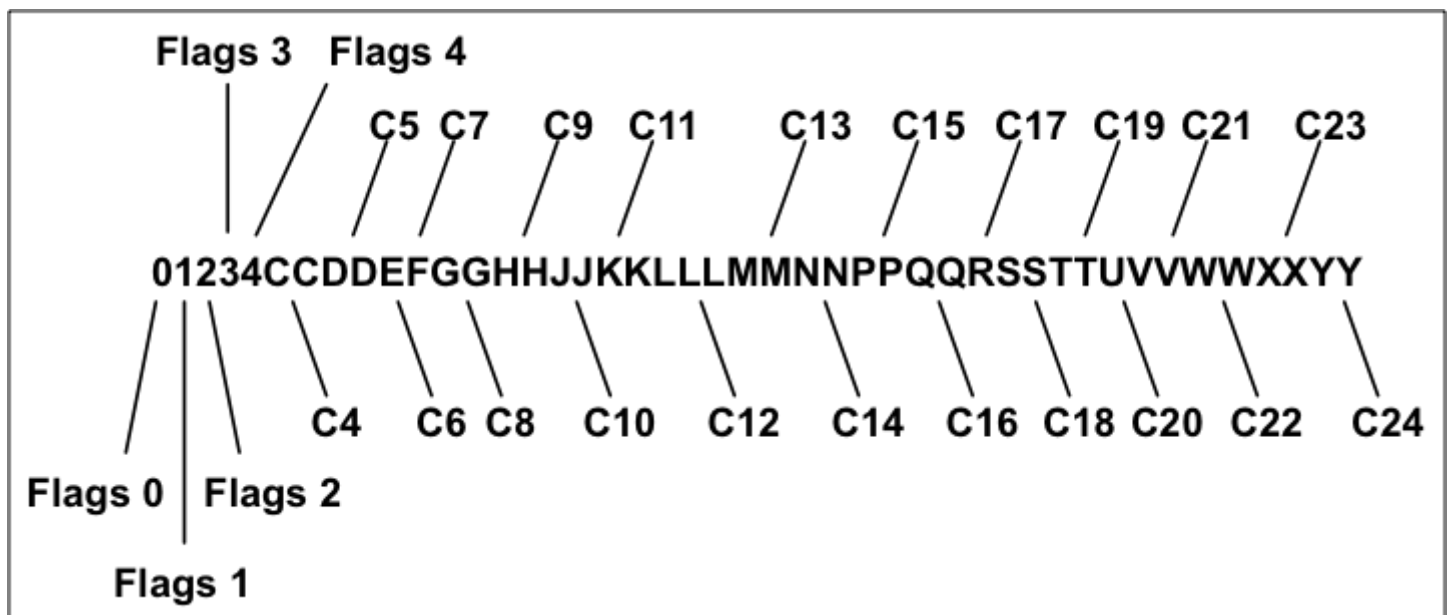 Flags 3 Flags 4
C5 C7 C9 C11 C13 C15 C17 C19 C21 C23
01234CCDDEFGGHHJJKKLLLMMNNPPQQRSSTTUVVWWXXYY
C4 C6 C8 C10 C12 C14 C16 C18 C20 C22 C24
Flags 0 Flags 2
Flags 1